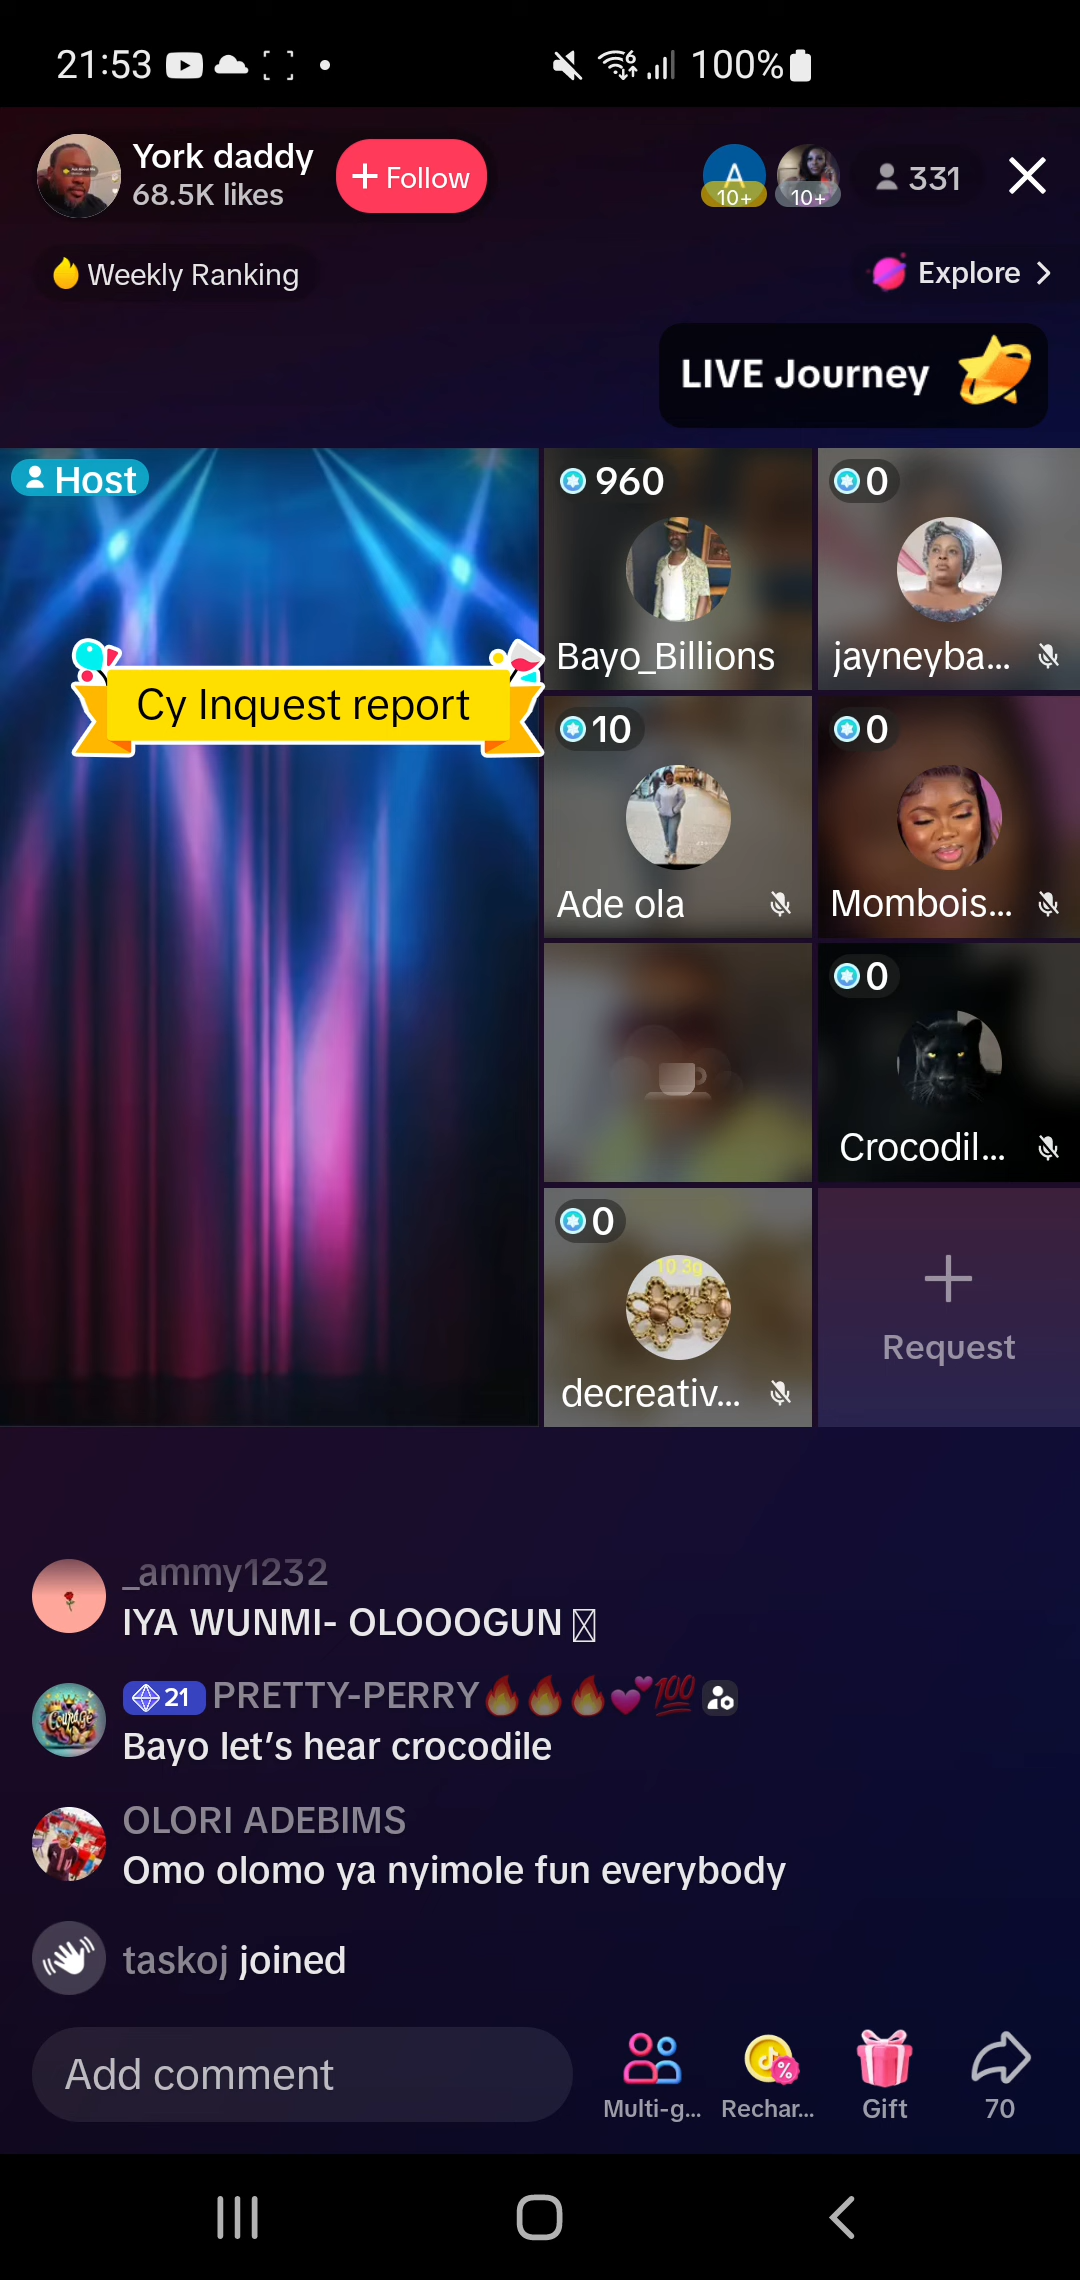 21:53
100%
York daddy
68.5K likes
+ Follow
A
10+
10+
331
Weekly Ranking
Explore
LIVE Journey
Host
Cy Inquest report
960
Bayo_Billions
0
jayneyba...
10
Ade ola
0
Mombois...
0
Crocodil...
0
10.3g
decreativ...
Request
_ammy1232
IYA WUNMI- OLOOOGUN
21 PRETTY-PERRY🔥🔥🔥💕💯
Bayo let’s hear crocodile
Courage
OLORI ADEBIMS
Omo olomo ya nyimole fun everybody
taskoj joined
Add comment
Multi-g...
Rechar...
Gift
70